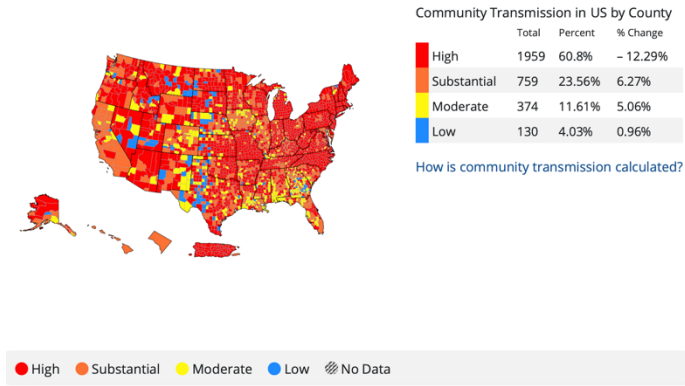 Community Transmission in US by County
Total Percent % Change
High 1959 60.8% – 12.29%
Substantial 759 23.56% 6.27%
Moderate 374 11.61% 5.06%
Low 130 4.03% 0.96%
How is community transmission calculated?
High Substantial Moderate Low No Data